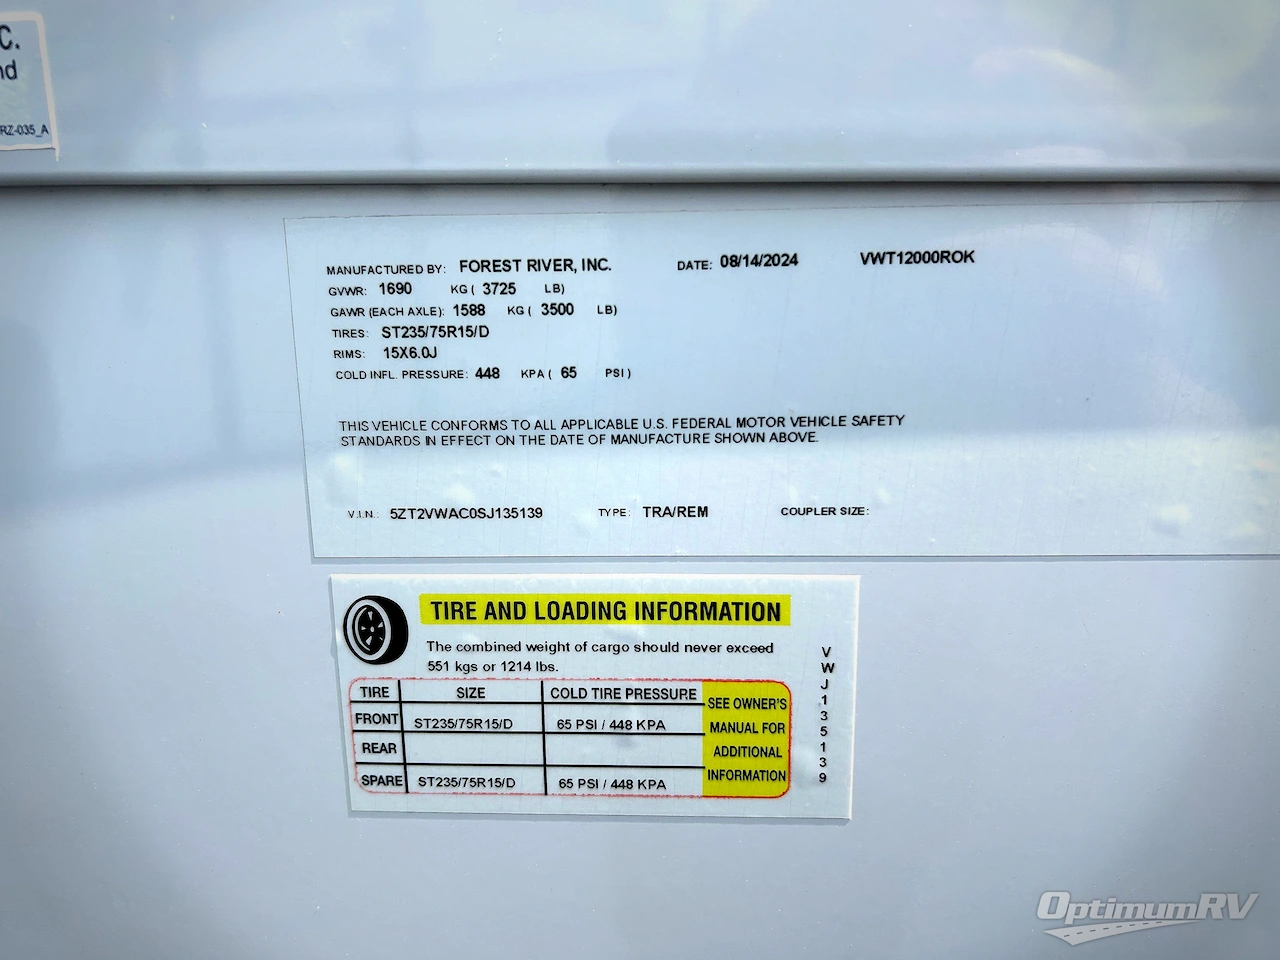 C.
nd
RZ-035_A
MANUFACTURED BY: FOREST RIVER, INC. DATE: 08/14/2024 VWT12000ROK
GVWR: 1690 KG ( 3725 LB)
GAWR (EACH AXLE): 1588 KG ( 3500 LB)
TIRES: ST235/75R15/D
RIMS: 15X6.0J
COLD INFL. PRESSURE: 448 KPA ( 65 PSI )
THIS VEHICLE CONFORMS TO ALL APPLICABLE U.S. FEDERAL MOTOR VEHICLE SAFETY
STANDARDS IN EFFECT ON THE DATE OF MANUFACTURE SHOWN ABOVE.
V.I.N.: 5ZT2VWAC0SJ135139 TYPE: TRA/REM COUPLER SIZE:
TIRE AND LOADING INFORMATION
The combined weight of cargo should never exceed
551 kgs or 1214 lbs.
TIRE SIZE COLD TIRE PRESSURE
FRONT ST235/75R15/D 65 PSI / 448 KPA
REAR
SPARE ST235/75R15/D 65 PSI / 448 KPA
SEE OWNER'S
MANUAL FOR
ADDITIONAL
INFORMATION
VWJ135139
OptimumRV